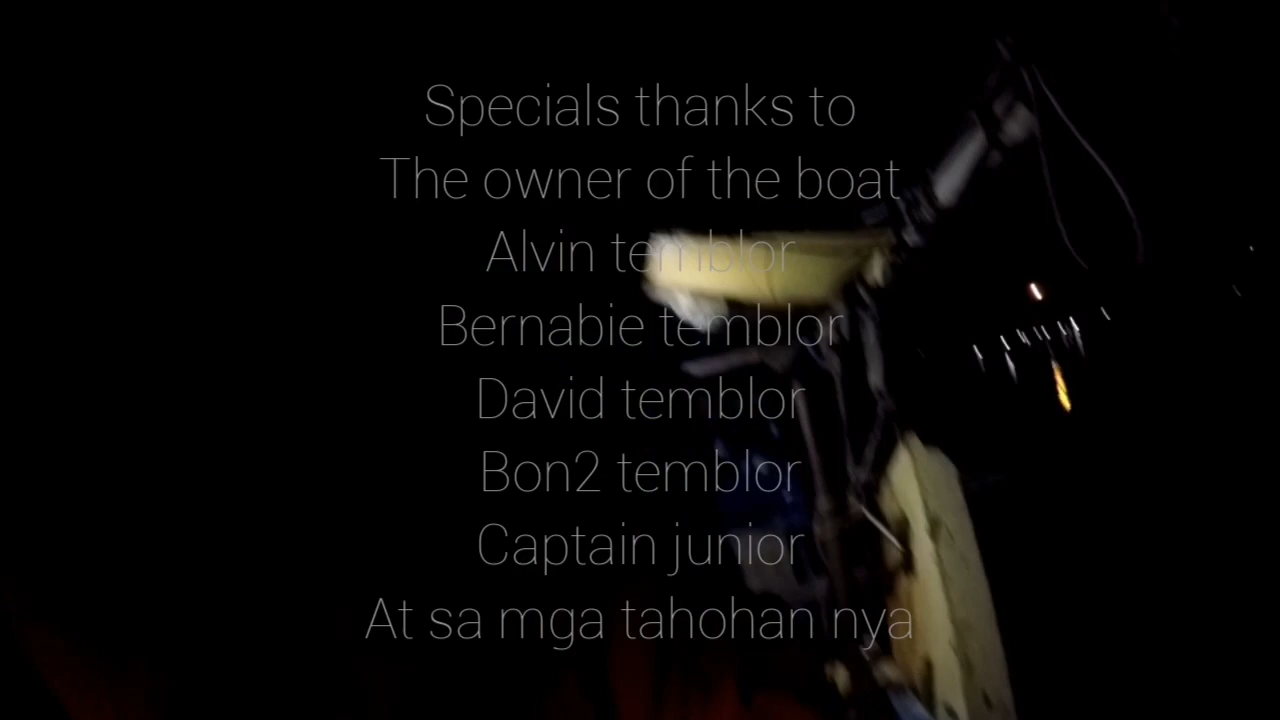 Specials thanks to
The owner of the boat
Alvin temblor
Bernabie temblor
David temblor
Bon2 temblor
Captain junior
At sa mga tahohan nya